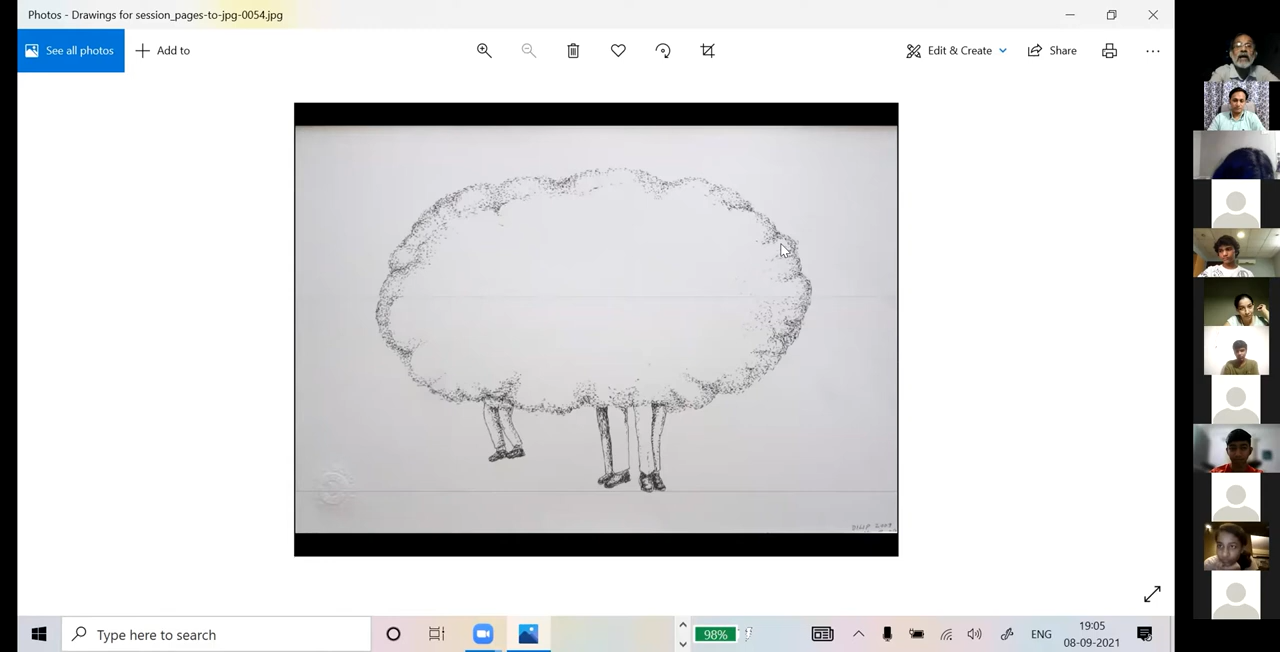 Photos - Drawings for session_pages-to-jpg-0054.jpg
See all photos
Add to
Edit & Create
Share
Type here to search
98%
ENG
19:05
08-09-2021